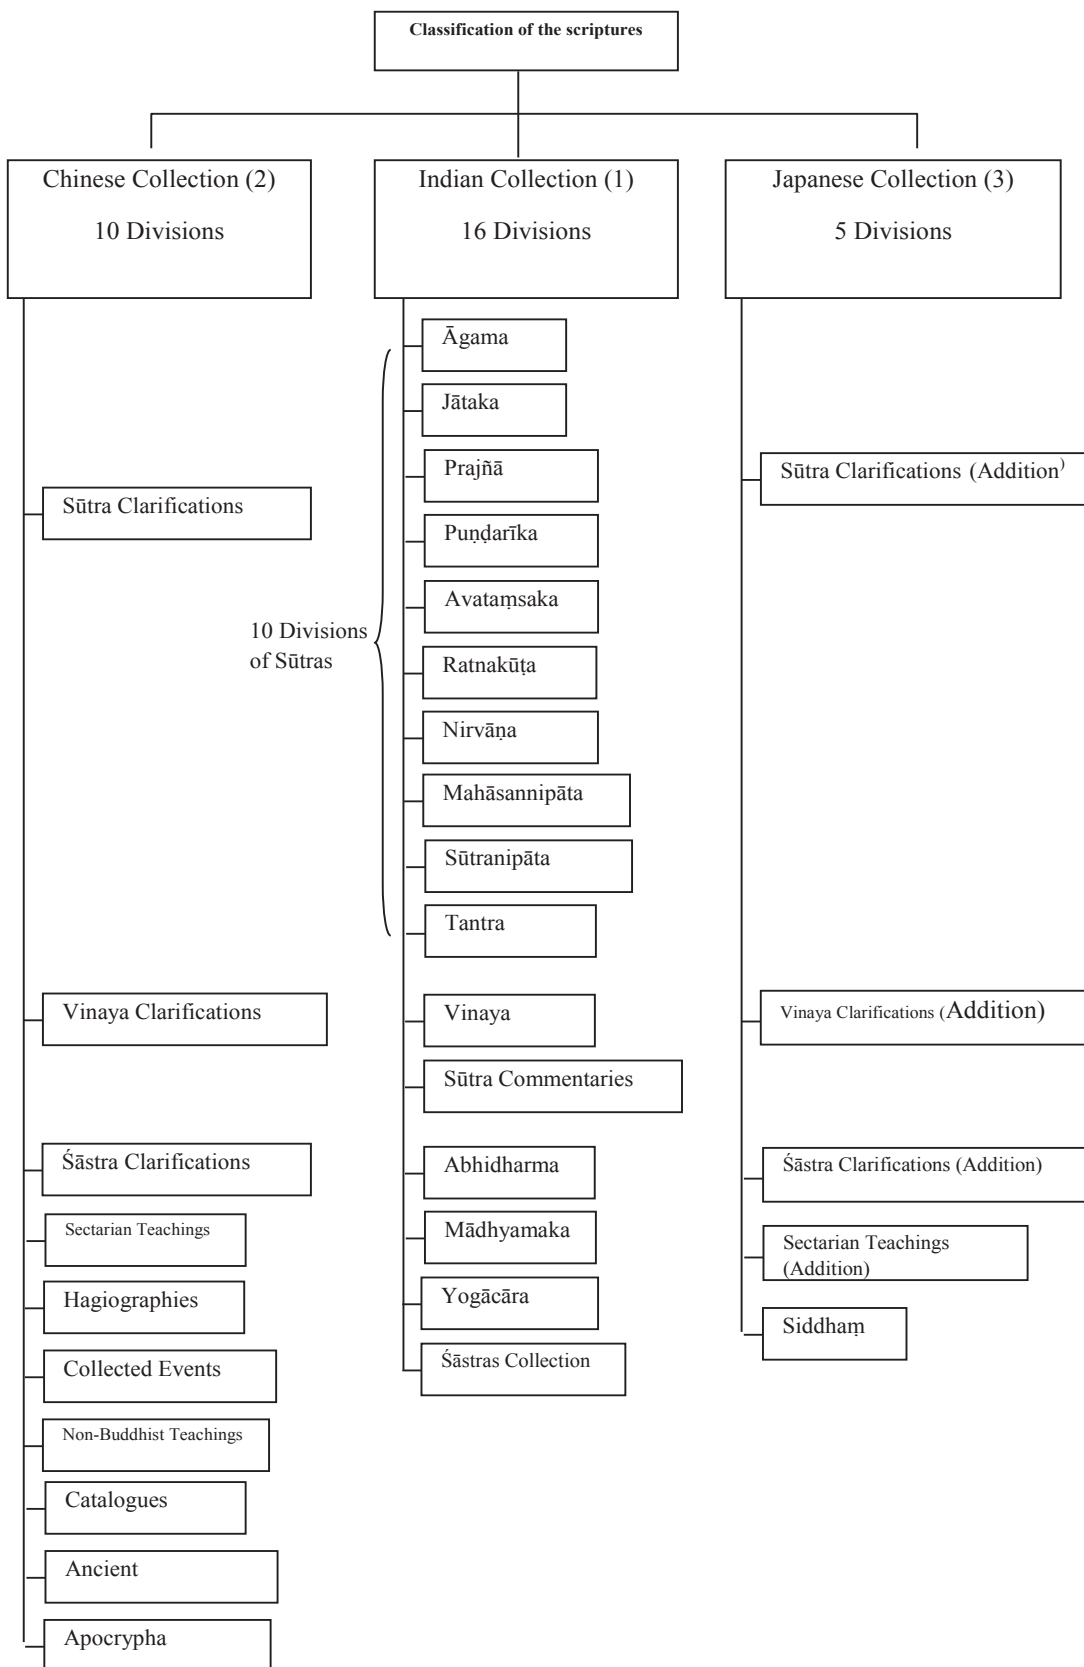 Classification of the scriptures
Chinese Collection (2)
10 Divisions
Indian Collection (1)
16 Divisions
Japanese Collection (3)
5 Divisions
Sūtra Clarifications
Vinaya Clarifications
Śāstra Clarifications
Sectarian Teachings
Hagiographies
Collected Events
Non-Buddhist Teachings
Catalogues
Ancient
Apocrypha
10 Divisions
of Sūtras
Āgama
Jātaka
Prajñā
Puṇḍarīka
Avataṃsaka
Ratnakūṭa
Nirvāṇa
Mahāsannipāta
Sūtranipāta
Tantra
Vinaya
Sūtra Commentaries
Abhidharma
Mādhyamaka
Yogācāra
Śāstras Collection
Sūtra Clarifications (Addition)
Vinaya Clarifications (Addition)
Śāstra Clarifications (Addition)
Sectarian Teachings
(Addition)
Siddhaṃ